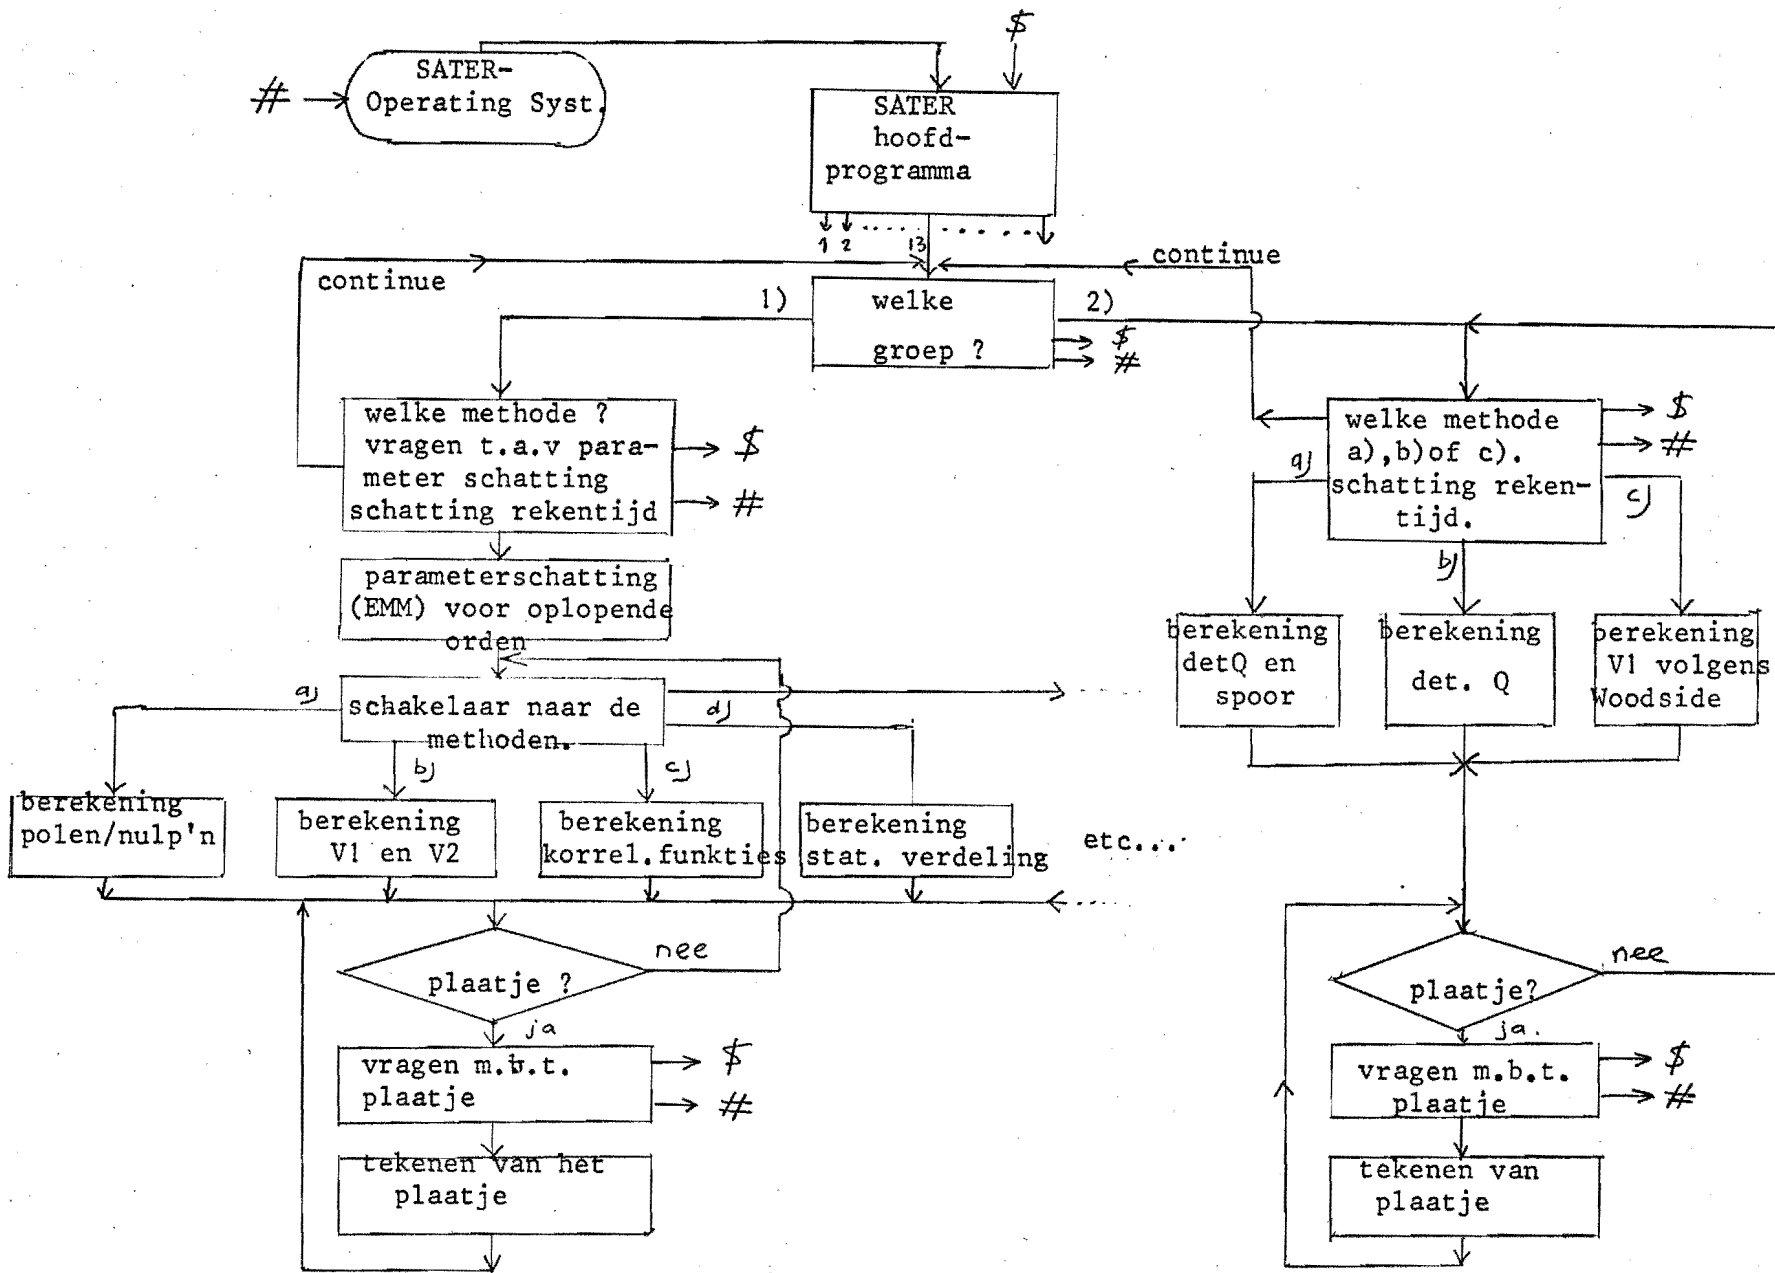 $
SATER-
# Operating Syst.
SATER
hoofd-
programma
1 2 ..... 13 ......
continue
continue
1)
welke
groep ?
2)
$
#
welke methode ?
vragen t.a.v para-
meter schatting
schatting rekentijd
$
#
parameterschatting
(EMM) voor oplopende
orden
schakelaar naar de
methoden.
a)
b)
c)
d)
.....
berekening
polen/nulp'n
berekening
V1 en V2
berekening
korrel.funkties
berekening
stat. verdeling
etc....
.....
plaatje ?
nee
ja
vragen m.b.t.
plaatje
$
#
tekenen van het
plaatje
welke methode
a),b)of c).
schatting reken-
tijd.
$
#
a)
b)
c)
berekening
detQ en
spoor
berekening
det. Q
berekening
V1 volgens
Woodside
plaatje?
nee
ja.
vragen m.b.t.
plaatje
$
#
tekenen van
plaatje